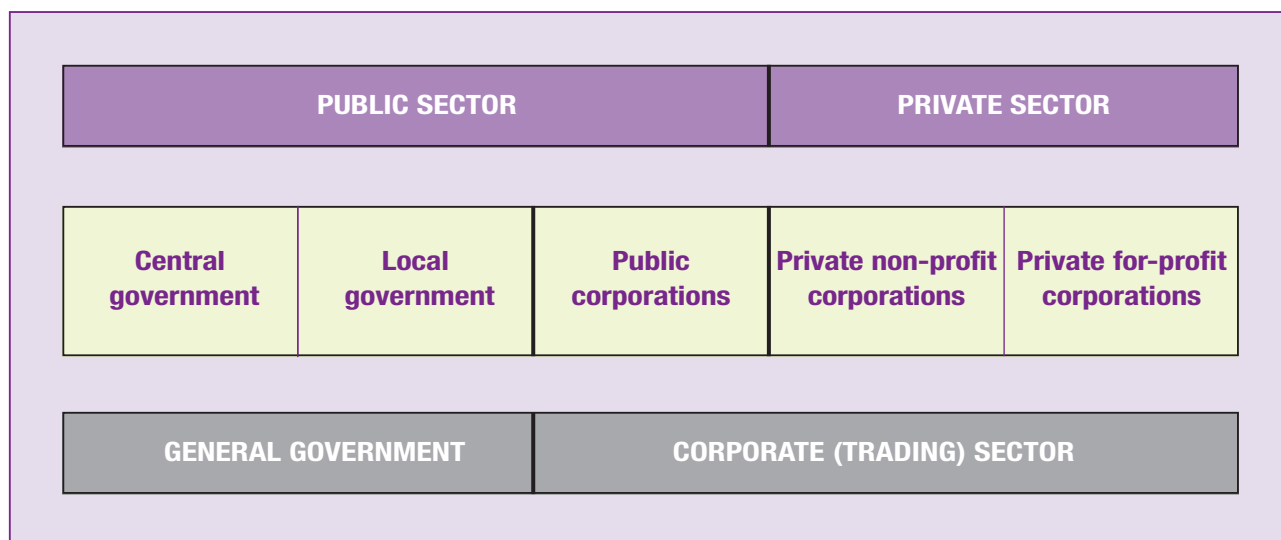 PUBLIC SECTOR
PRIVATE SECTOR
Central
government
Local
government
Public
corporations
Private non-profit
corporations
Private for-profit
corporations
GENERAL GOVERNMENT
CORPORATE (TRADING) SECTOR